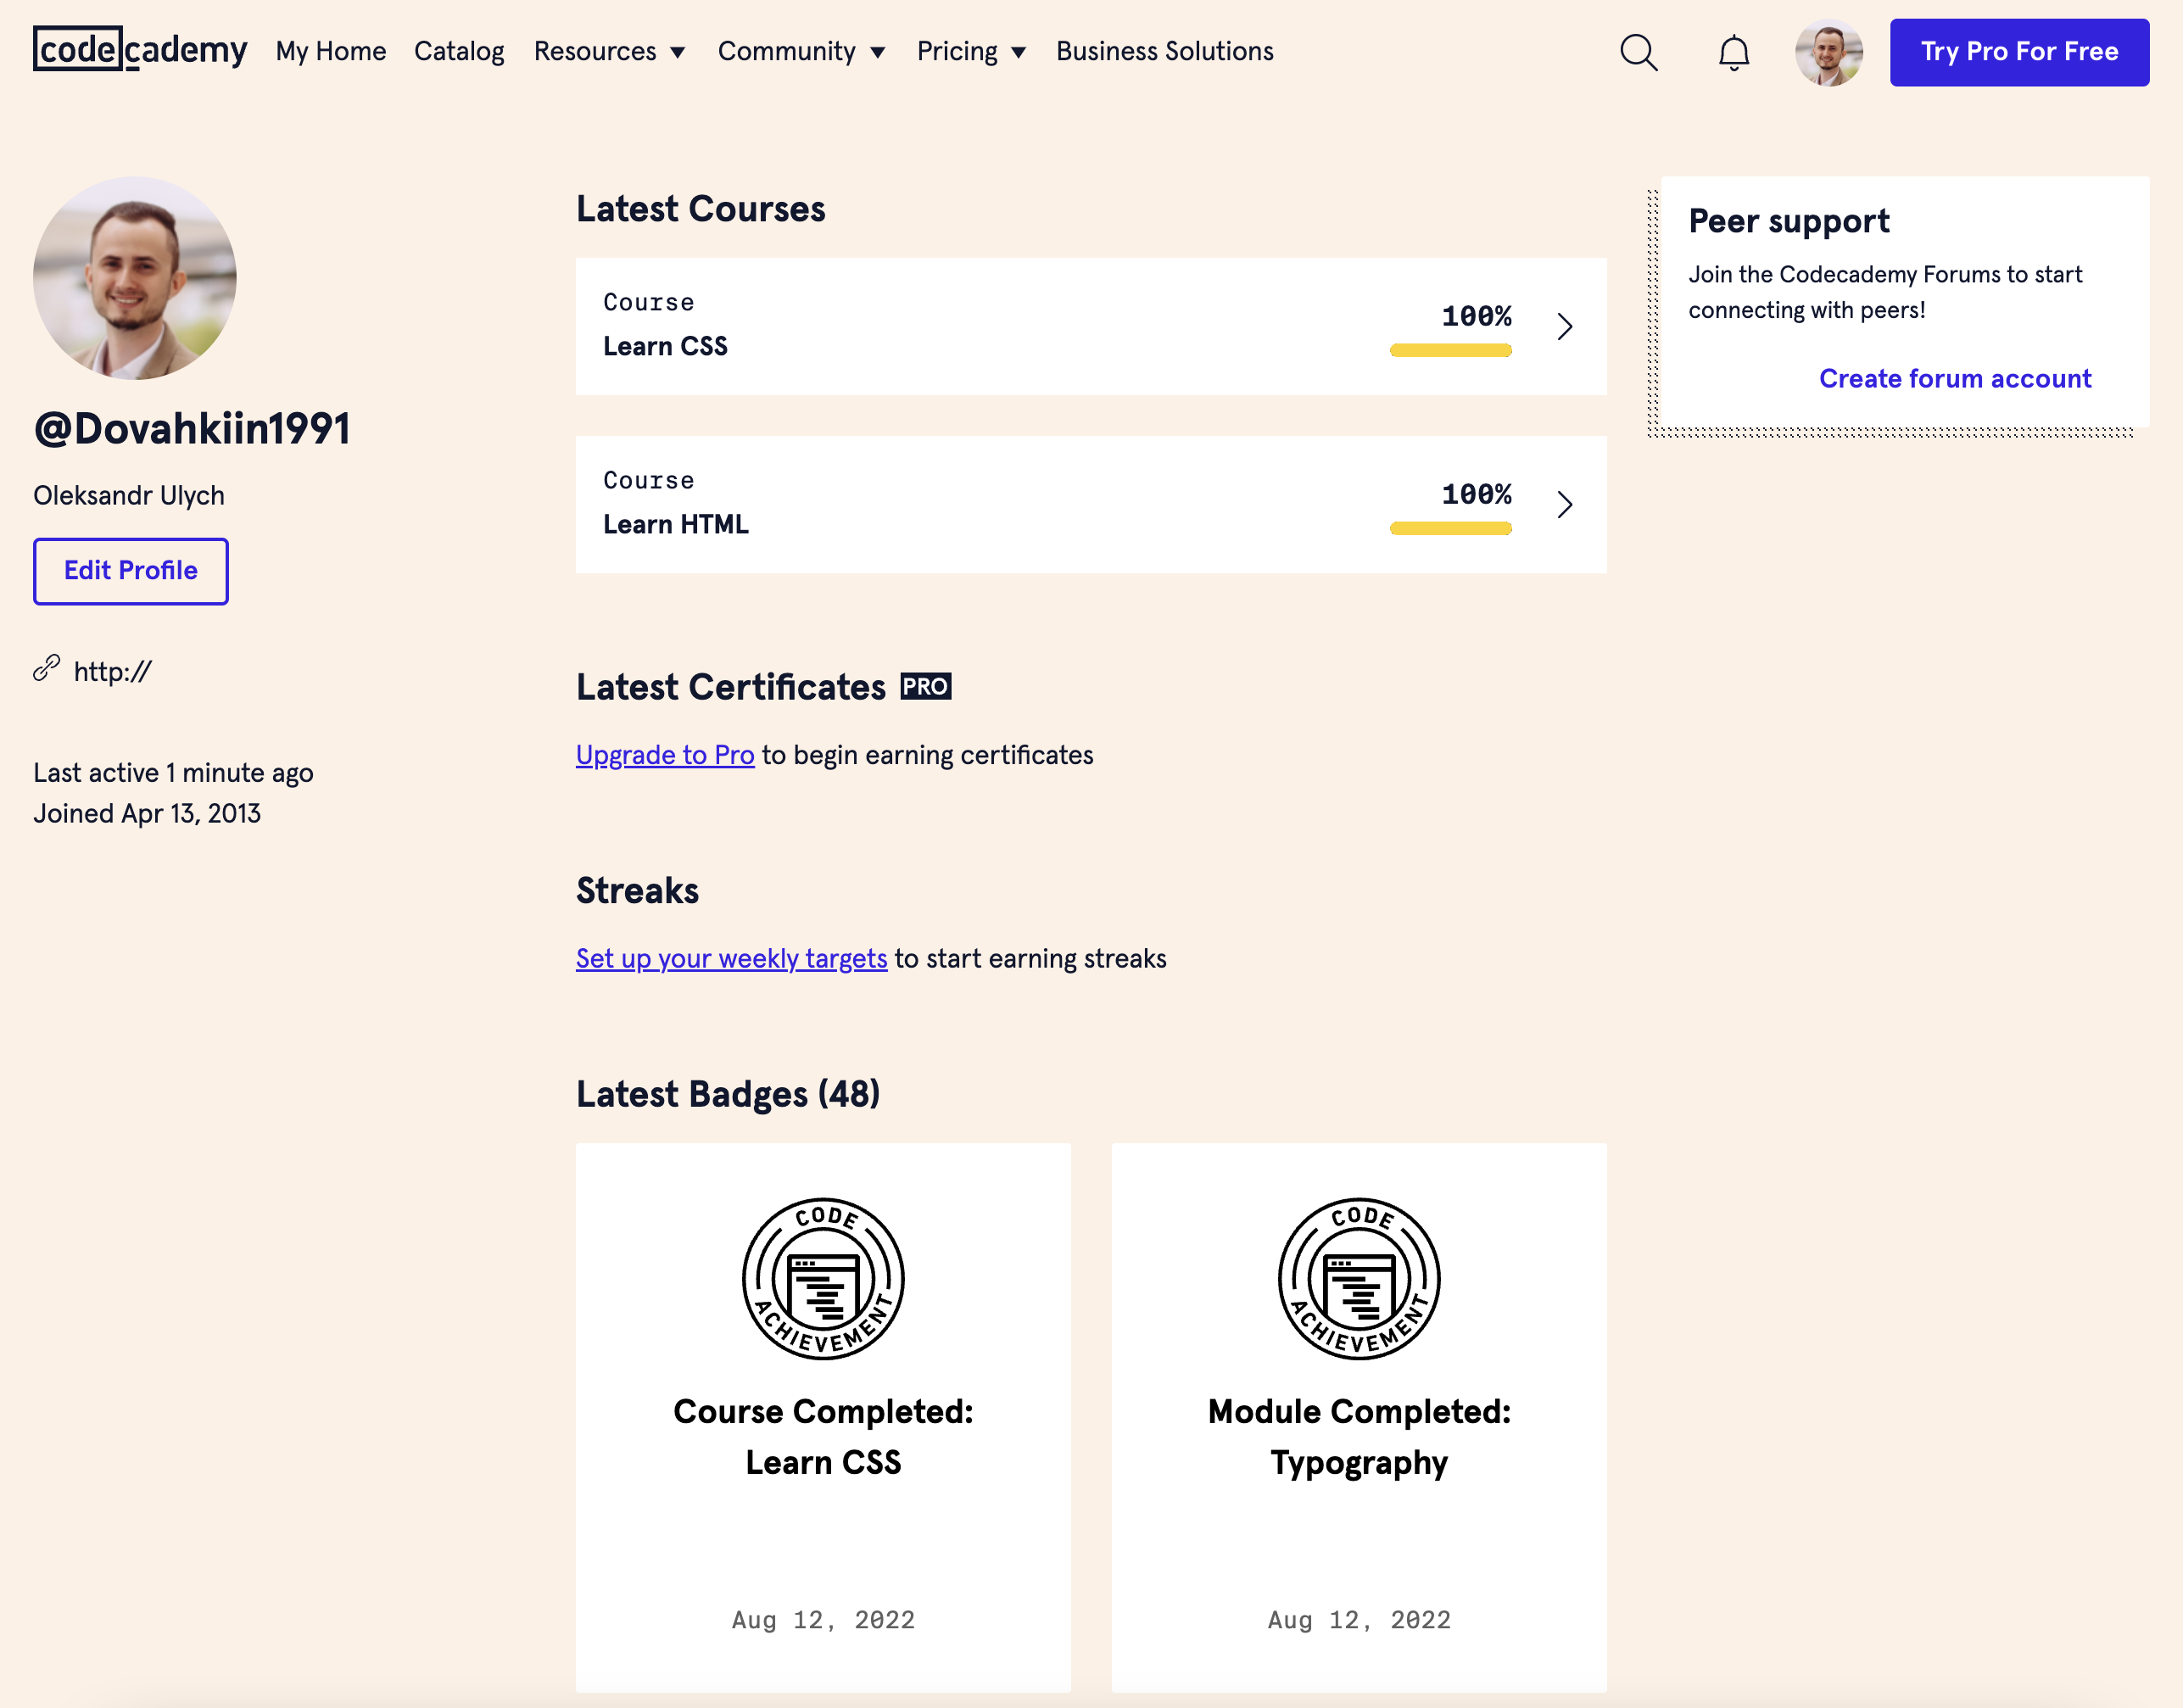 codecademy My Home Catalog Resources Community Pricing Business Solutions Try Pro For Free
@Dovahkiin1991
Oleksandr Ulych
Edit Profile
http://
Last active 1 minute ago
Joined Apr 13, 2013
Latest Courses
Course
Learn CSS
100%
Course
Learn HTML
100%
Latest Certificates PRO
Upgrade to Pro to begin earning certificates
Streaks
Set up your weekly targets to start earning streaks
Latest Badges (48)
CODE
ACHIEVEMENT
Course Completed:
Learn CSS
Aug 12, 2022
CODE
ACHIEVEMENT
Module Completed:
Typography
Aug 12, 2022
Peer support
Join the Codecademy Forums to start
connecting with peers!
Create forum account